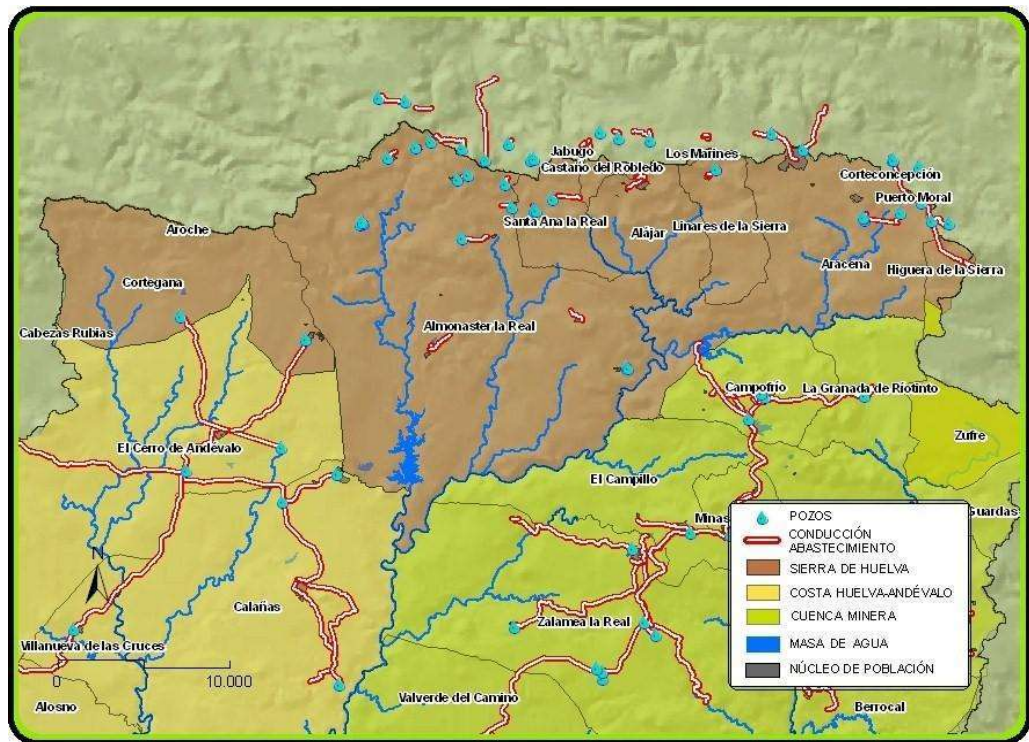 Jabugo
Castaño del Robledo
Los Marines
Corteconcepción
Puerto Moral
Aroche
Santa Ana la Real
Alájar
Linares de la Sierra
Aracena
Higuera de la Sierra
Cortegana
Cabezas Rubias
Almonaster la Real
Campofrío
La Granada de Riotinto
El Cerro de Andévalo
Zufre
El Campillo
Minas
Guardas
N
Calañas
Zalamea la Real
Villanueva de las Cruces
0 10.000
Alosno
Valverde del Camino
Berrocal
POZOS
CONDUCCIÓN
ABASTECIMIENTO
SIERRA DE HUELVA
COSTA HUELVA-ANDÉVALO
CUENCA MINERA
MASA DE AGUA
NÚCLEO DE POBLACIÓN